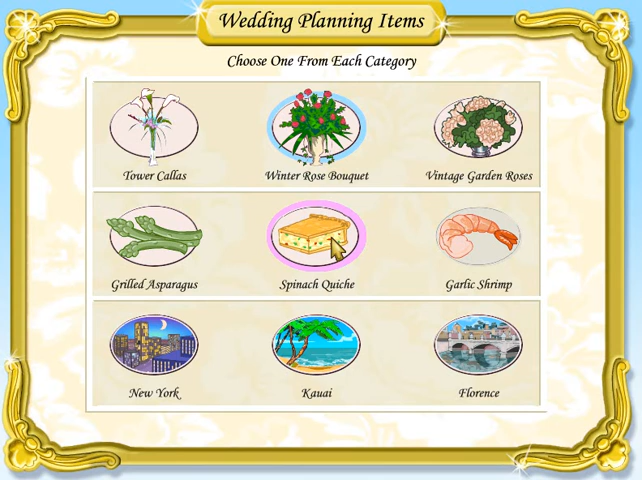 Wedding Planning Items
Choose One From Each Category
Tower Callas
Winter Rose Bouquet
Vintage Garden Roses
Grilled Asparagus
Spinach Quiche
Garlic Shrimp
New York
Kauai
Florence